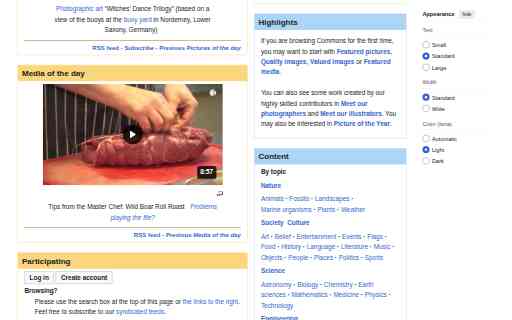 Photographic art "Witches' Dance Trilogy" (based on a
view of the buoys at the buoy yard in Nordemey, Lower
Saxony, Germany)
RSS feed · Subscribe · Previous Pictures of the day
Media of the day
8:57
Tips from the Master Chef: Wild Boar Roll Roast Problems
playing the file?
RSS feed · Previous Media of the day
Participating
Log in Create account
Browsing?
Please use the search box at the top of this page or the links to the right.
Feel free to subscribe to our syndicated feeds.
Highlights
If you are browsing Commons for the first time,
you may want to start with Featured pictures,
Quality images, Valued images or Featured
media.
You can also see some work created by our
highly skilled contributors in Meet our
photographers and Meet our illustrators. You
may also be interested in Picture of the Year.
Content
By topic
Nature
Animals · Fossils · Landscapes ·
Marine organisms · Plants · Weather
Society Culture
Art · Belief · Entertainment · Events · Flags ·
Food · History · Language · Literature · Music ·
Objects · People · Places · Politics · Sports
Science
Astronomy · Biology · Chemistry · Earth
sciences · Mathematics · Medicine · Physics ·
Technology
Engineering
Appearance hide
Text
Small
Standard
Large
Width
Standard
Wide
Color (beta)
Automatic
Light
Dark